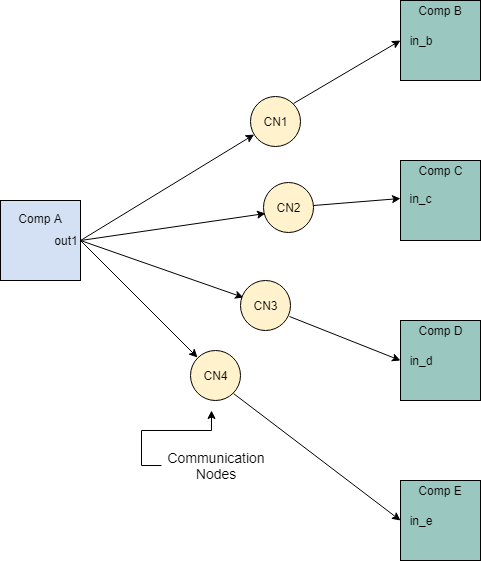 Comp B
in_b
CN1
Comp C
in_c
CN2
Comp A
out1
CN3
Comp D
in_d
CN4
Communication
Nodes
Comp E
in_e